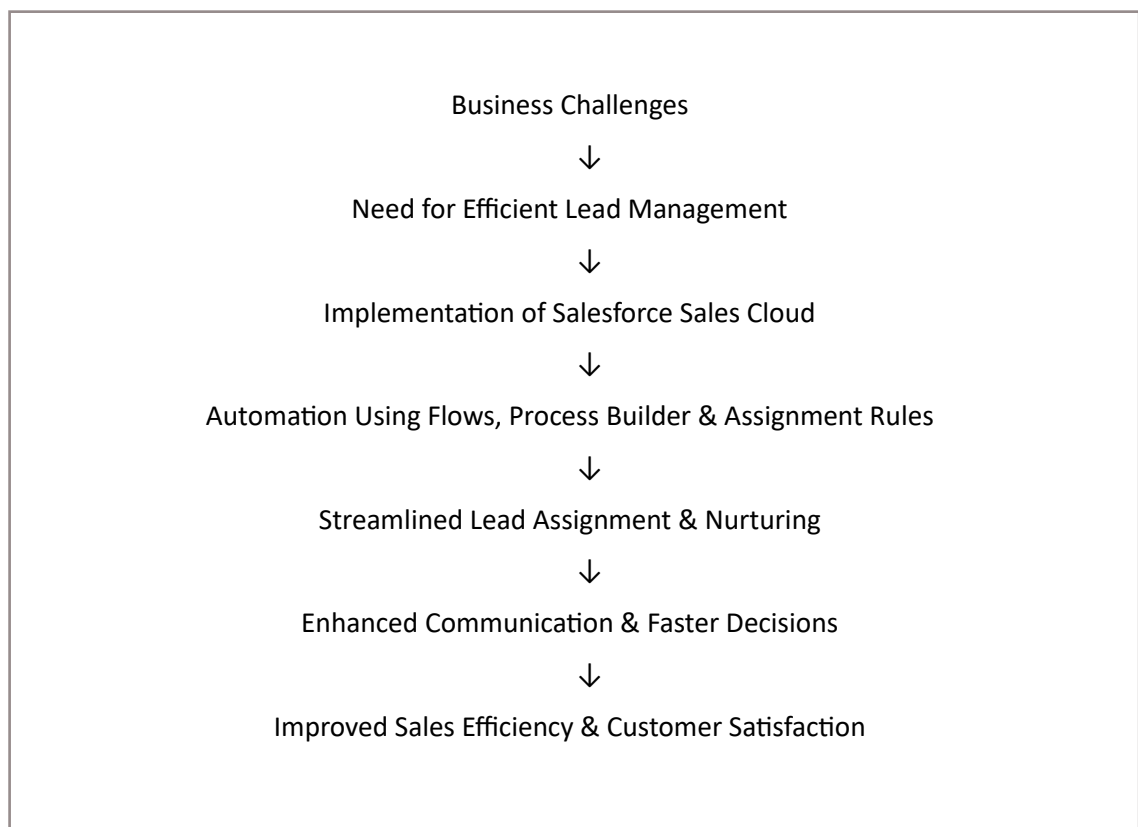 Business Challenges
↓
Need for Efficient Lead Management
↓
Implementation of Salesforce Sales Cloud
↓
Automation Using Flows, Process Builder & Assignment Rules
↓
Streamlined Lead Assignment & Nurturing
↓
Enhanced Communication & Faster Decisions
↓
Improved Sales Efficiency & Customer Satisfaction